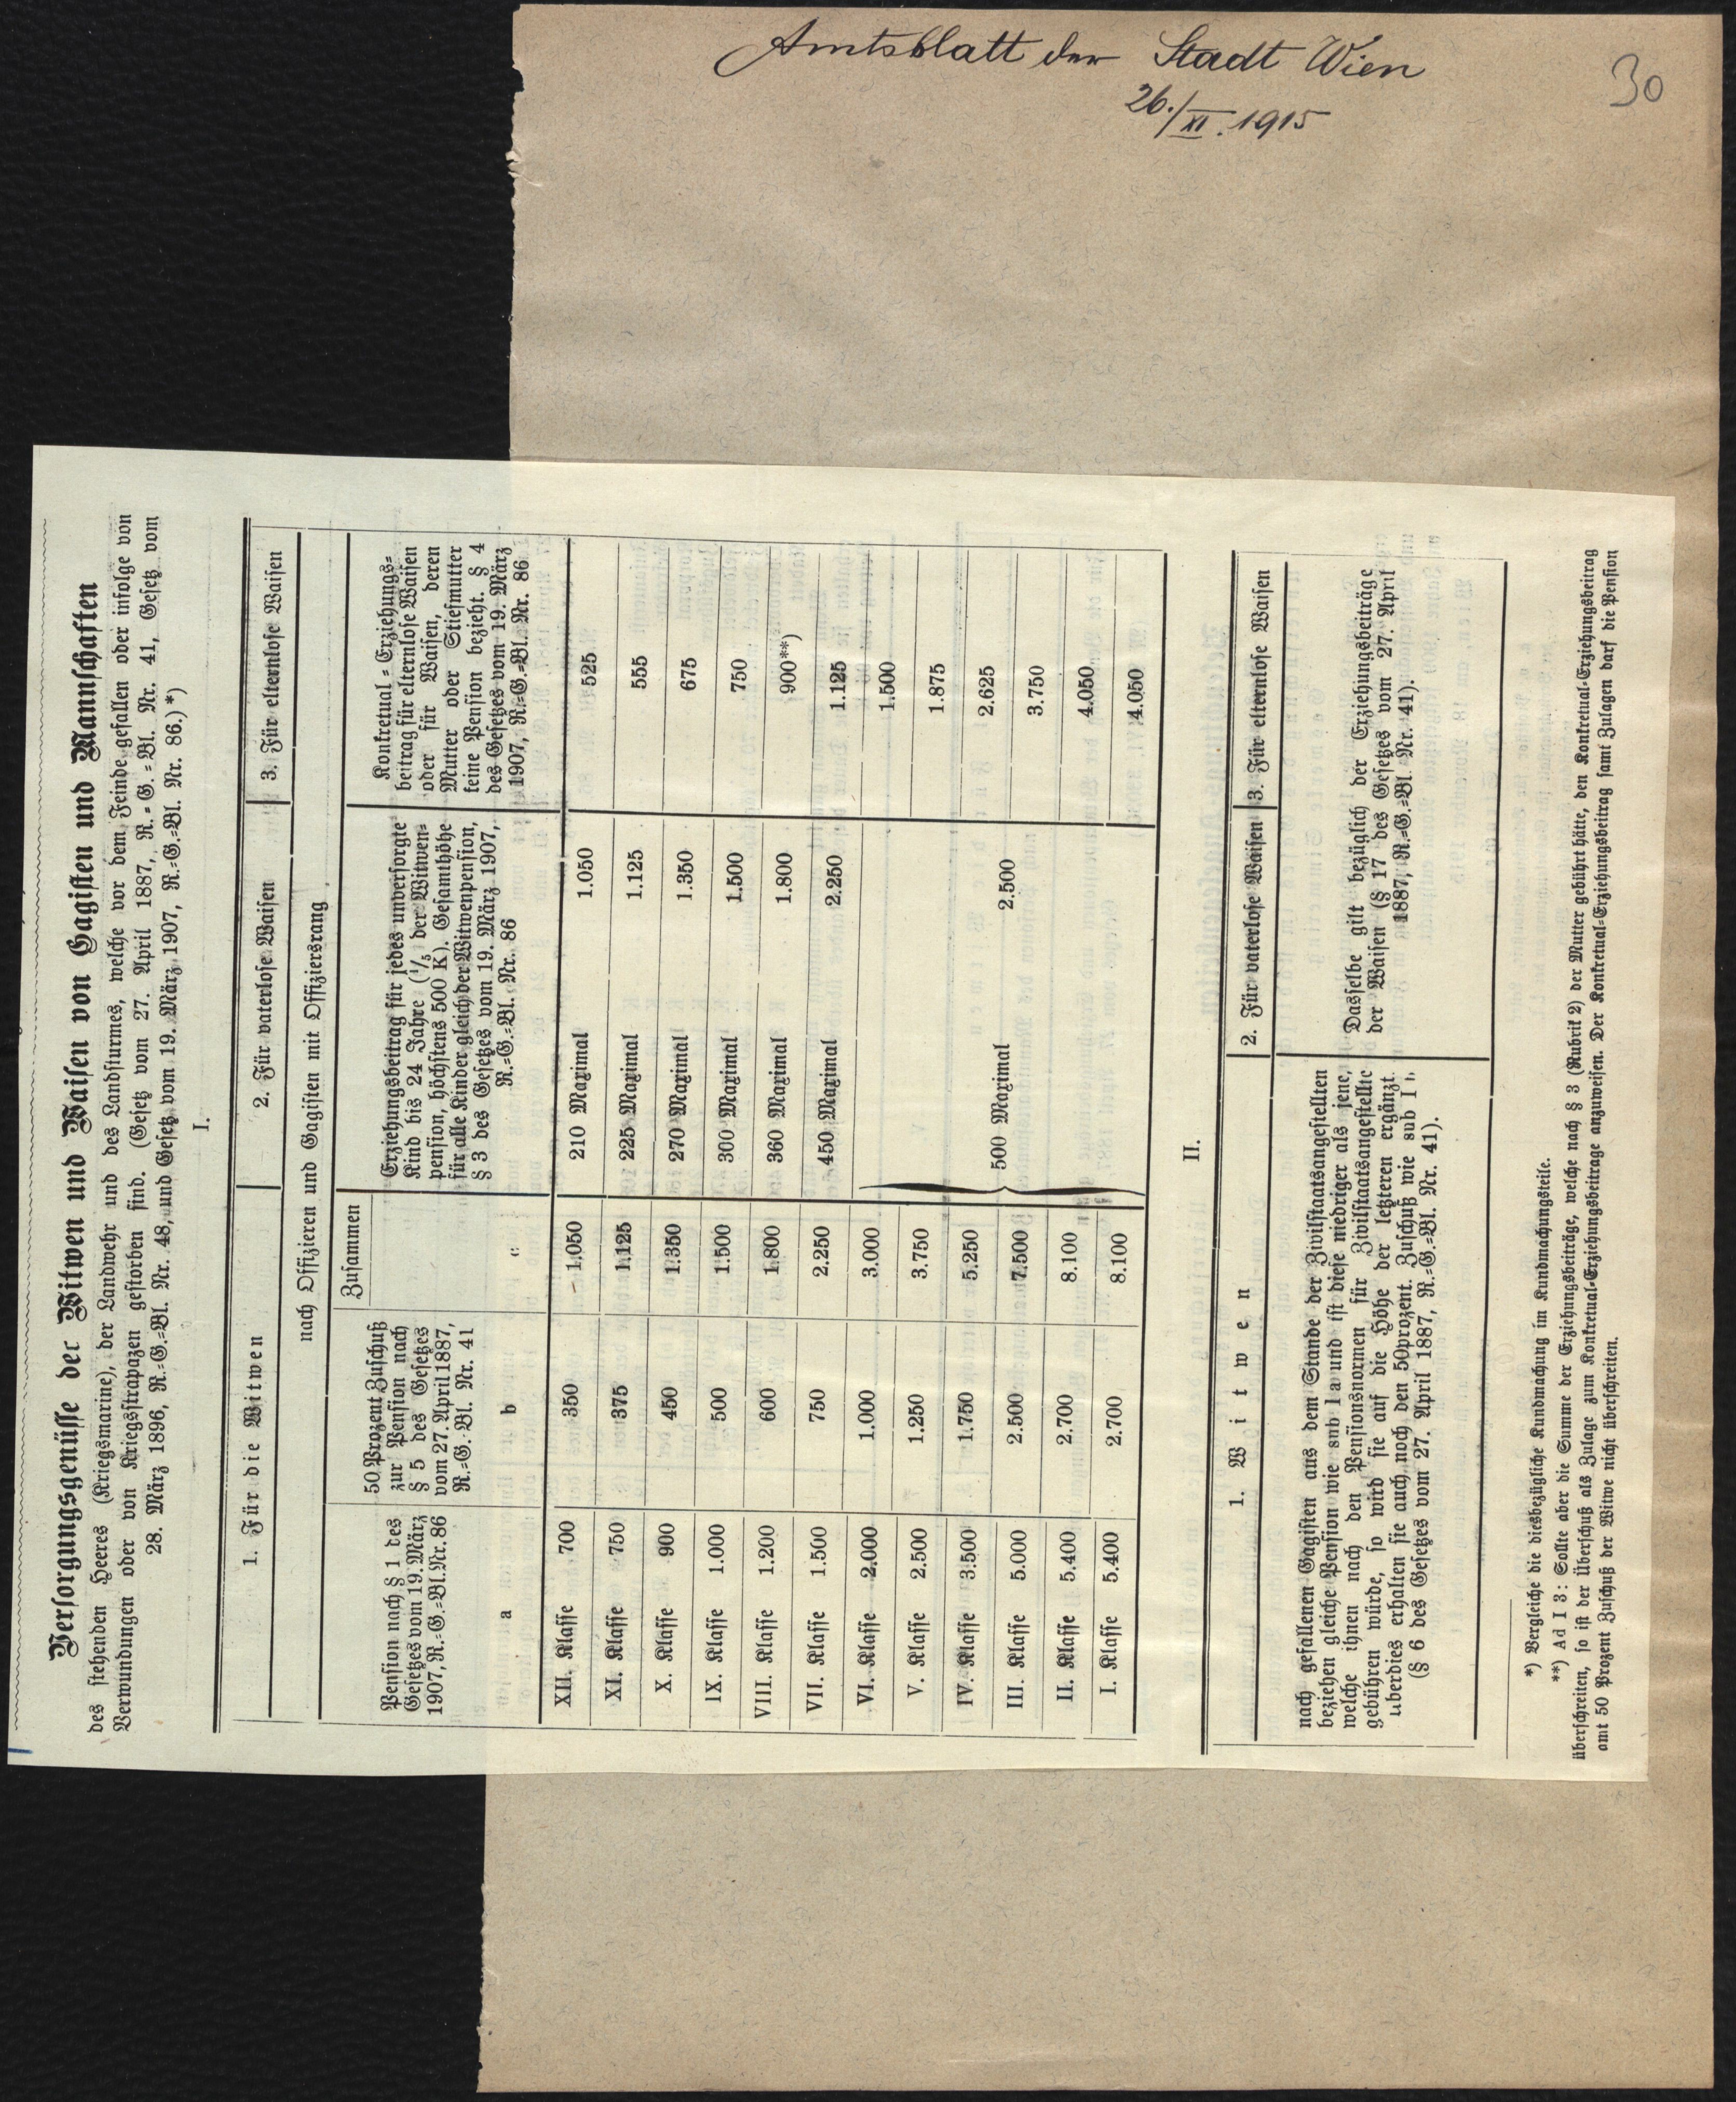 Amtsblatt der Stadt Wien
26./XI. 1915
30
Versorgungsgenüsse der Witwen und Waisen von Gagisten und Mannschaften
des stehenden Heeres (Kriegsmarine), der Landwehr und des Landsturmes, welche vor dem Feinde gefallen oder infolge von
Verwundungen oder von Kriegsstrapazen gestorben sind. (Gesetz vom 27. April 1887, R.=G.=Bl. Nr. 41, Gesetz vom
28. März 1896, R.=G.=Bl. Nr. 48, und Gesetz vom 19. März 1907, R.=G.=Bl. Nr. 86.)*)
I.
1. Für die Witwen | 2. Für vaterlose Waisen | 3. Für elternlose Waisen
nach Offizieren und Gagisten mit Offiziersrang
Pension nach § 1 des
Gesetzes vom 19. März
1907, R.=G.=Bl. Nr. 86
a
50 Prozent Zuschuß
zur Pension nach
§ 5 des Gesetzes
vom 27. April 1887,
R.=G.=Bl. Nr. 41
b
Zusammen
c
Erziehungsbeitrag für jedes unversorgte
Kind bis 24 Jahre (1/5 der Witwen=
pension, höchstens 500 K). Gesamthöhe
für alle Kinder gleich der Witwenpension,
§ 3 des Gesetzes vom 19. März 1907,
R.=G.=Bl. Nr. 86
Konkretual=Erziehungs=
beitrag für elternlose Waisen
oder für Waisen, deren
Mutter oder Stiefmutter
keine Pension bezieht. § 4
des Gesetzes vom 19. März
1907, R.=G.=Bl. Nr. 86
XII. Klasse 700 | 350 | 1.050 | 210 Maximal 1.050 | 525
XI. Klasse 750 | 375 | 1.125 | 225 Maximal 1.125 | 555
X. Klasse 900 | 450 | 1.350 | 270 Maximal 1.350 | 675
IX. Klasse 1.000 | 500 | 1.500 | 300 Maximal 1.500 | 750
VIII. Klasse 1.200 | 600 | 1.800 | 360 Maximal 1.800 | 900**)
VII. Klasse 1.500 | 750 | 2.250 | 450 Maximal 2.250 | 1.125
VI. Klasse 2.000 | 1.000 | 3.000 | 1.500
V. Klasse 2.500 | 1.250 | 3.750 | 1.875
IV. Klasse 3.500 | 1.750 | 5.250 | 2.625
500 Maximal 2.500
III. Klasse 5.000 | 2.500 | 7.500 | 3.750
II. Klasse 5.400 | 2.700 | 8.100 | 4.050
I. Klasse 5.400 | 2.700 | 8.100 | 4.050
II.
1. Witwen | 2. Für vaterlose Waisen | 3. Für elternlose Waisen
nach gefallenen Gagisten aus dem Stande der Zivilstaatsangestellten
beziehen gleiche Pension wie sub 1 a und ist diese niedriger als jene,
welche ihnen nach den Pensionsnormen für Zivilstaatsangestellte
gebühren würde, so wird sie auf die Höhe der letzteren ergänzt.
Überdies erhalten sie auch noch den 50prozent. Zuschuß wie sub I
(§ 6 des Gesetzes vom 27. April 1887, R.=G.=Bl. Nr. 41).
Dasselbe gilt bezüglich der Erziehungsbeiträge
der Waisen (§ 17 des Gesetzes vom 27. April
1887, R.=G.=Bl. Nr. 41).
*) Vergleiche die diesbezügliche Kundmachung im Kundmachungsteile.
**) Ad I 3: Sollte aber die Summe der Erziehungsbeiträge, welche nach § 3 (Rubrik 2) der Mutter gebührt hätte, den Konkretual=Erziehungsbeitrag
überschreiten, so ist der Überschuß als Zulage zum Konkretual=Erziehungsbeitrage anzuweisen. Der Konkretual=Erziehungsbeitrag samt Zulagen darf die Pension
amt 50 Prozent Zuschuß der Witwe nicht überschreiten.